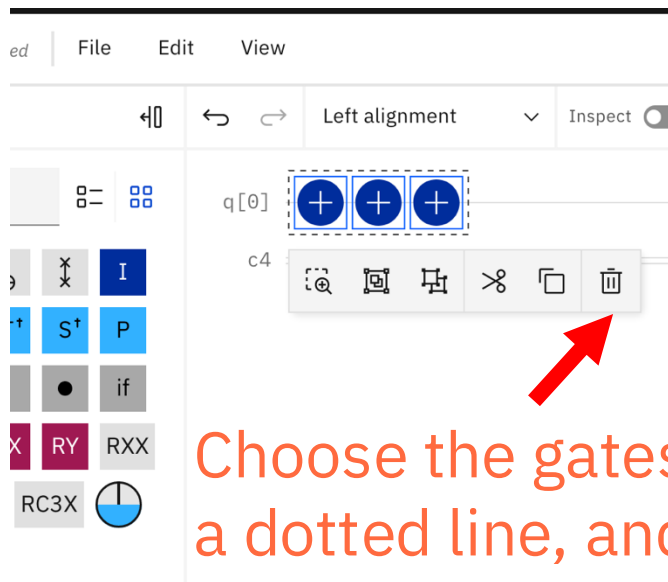 ed File Edit View
Left alignment Inspect
q[0]
c4
I
S† P
if
X RY RXX
RC3X
Choose the gates
a dotted line, and